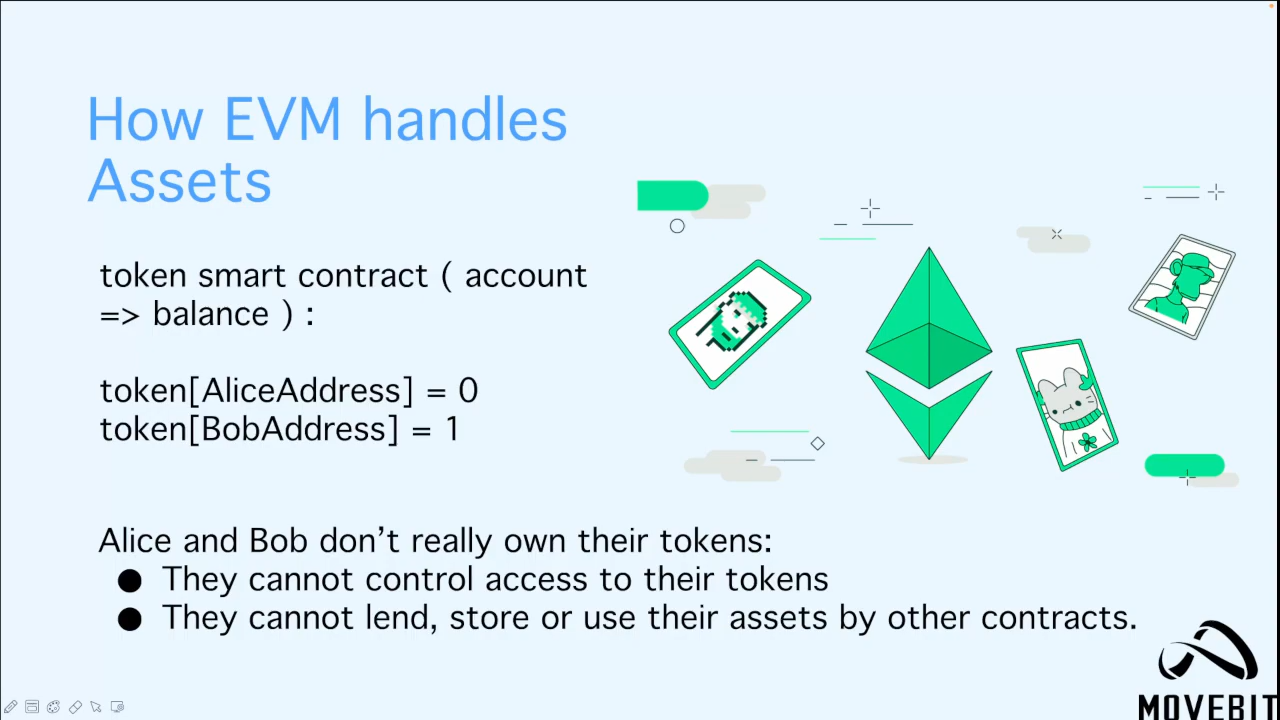 How EVM handles
Assets
token smart contract ( account
=> balance ) :
token[AliceAddress] = 0
token[BobAddress] = 1
Alice and Bob don’t really own their tokens:
● They cannot control access to their tokens
● They cannot lend, store or use their assets by other contracts.
MOVEBIT